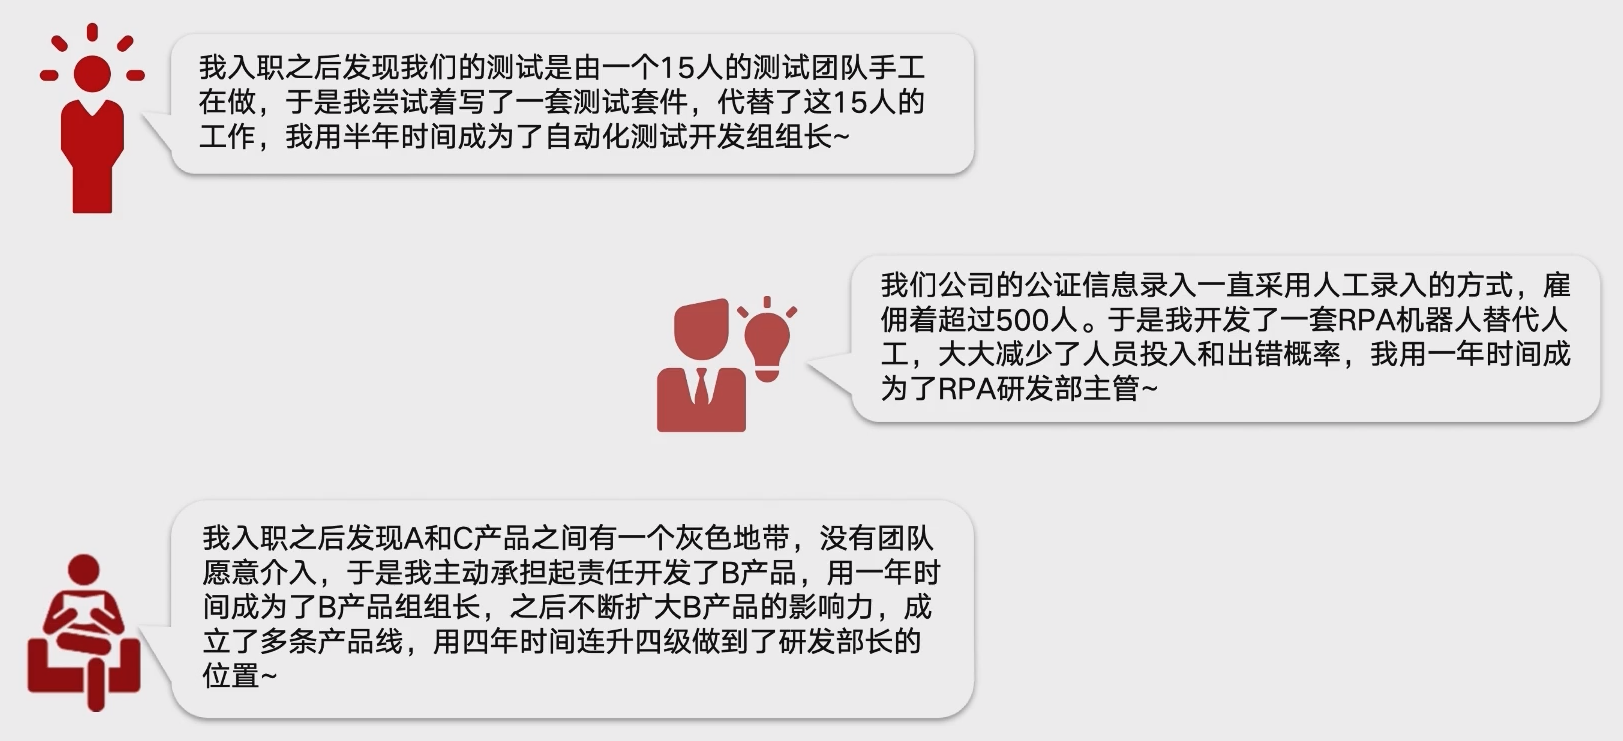 我入职之后发现我们的测试是由一个15人的测试团队手工
在做，于是我尝试着写了一套测试套件，代替了这15人的
工作，我用半年时间成为了自动化测试开发组组长~
我们公司的公证信息录入一直采用人工录入的方式，雇
佣着超过500人。于是我开发了一套RPA机器人替代人
工，大大减少了人员投入和出错概率，我用一年时间成
为了RPA研发部主管~
我入职之后发现A和C产品之间有一个灰色地带，没有团队
愿意介入，于是我主动承担起责任开发了B产品，用一年时
间成为了B产品组组长，之后不断扩大B产品的影响力，成
立了多条产品线，用四年时间连升四级做到了研发部长的
位置~